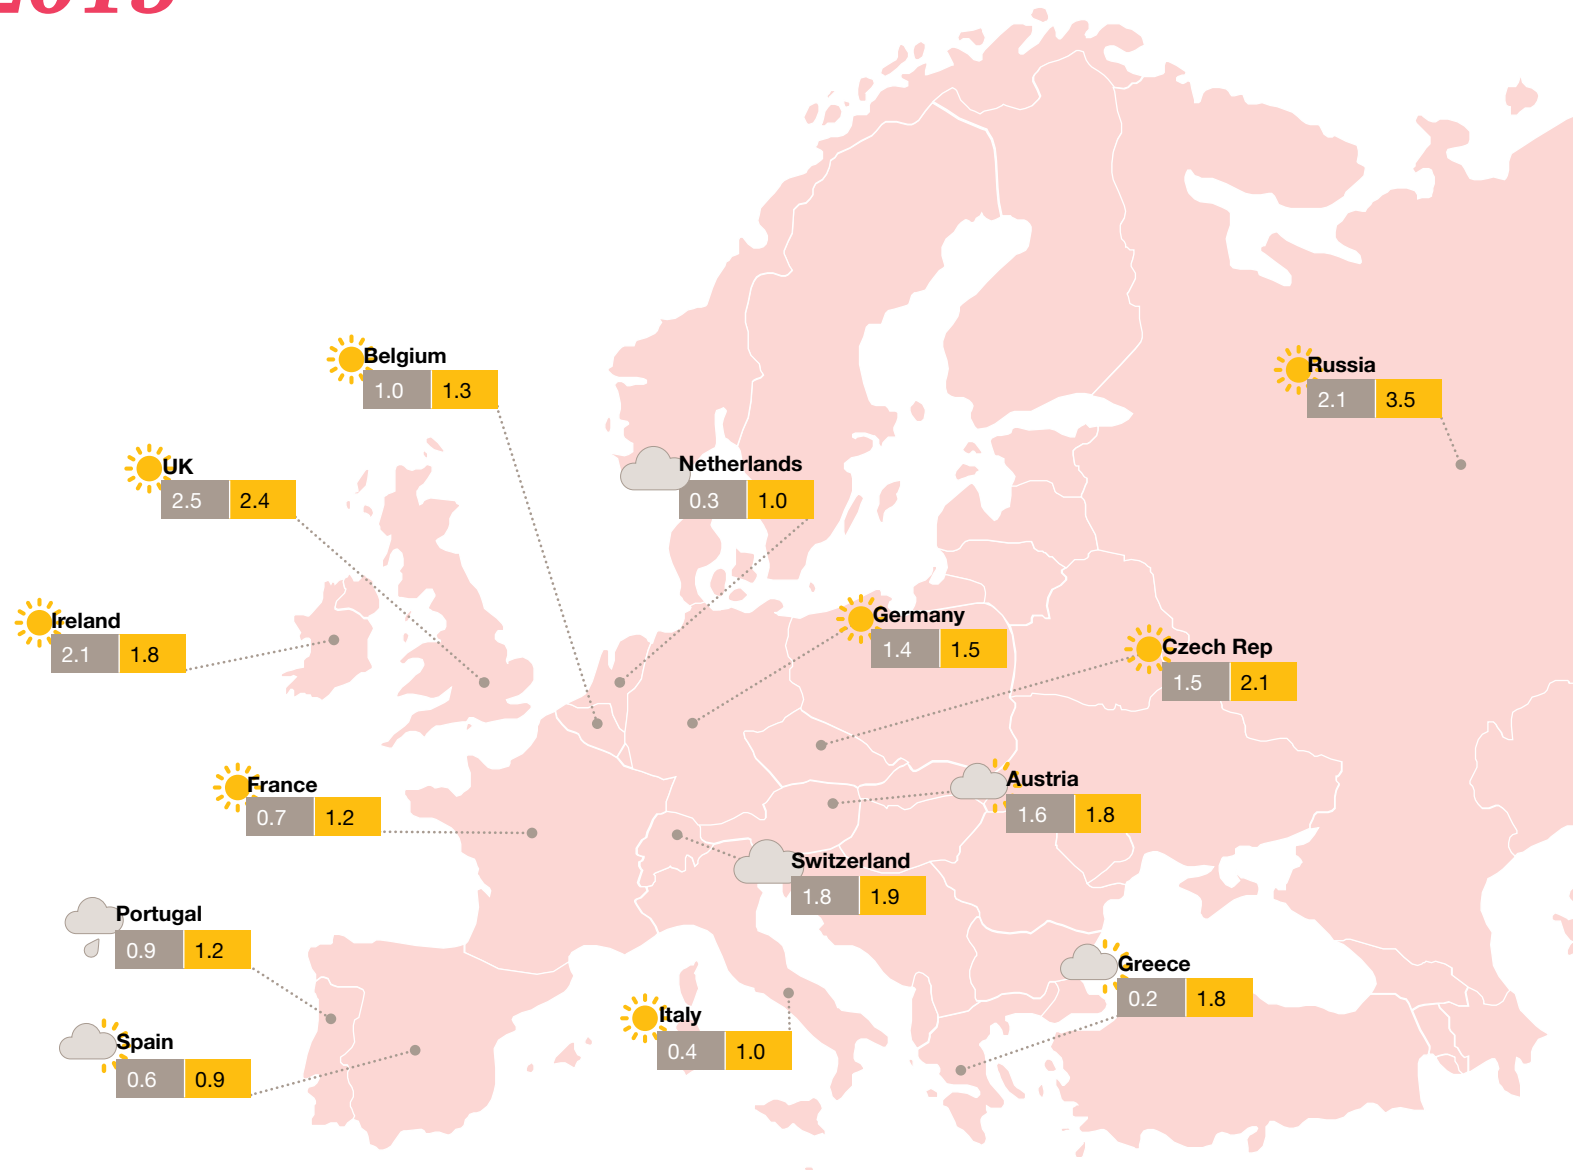 2013
Belgium
1.0 1.3
Russia
2.1 3.5
UK
2.5 2.4
Netherlands
0.3 1.0
Ireland
2.1 1.8
Germany
1.4 1.5
Czech Rep
1.5 2.1
France
0.7 1.2
Austria
1.6 1.8
Switzerland
1.8 1.9
Portugal
0.9 1.2
Greece
0.2 1.8
Italy
0.4 1.0
Spain
0.6 0.9